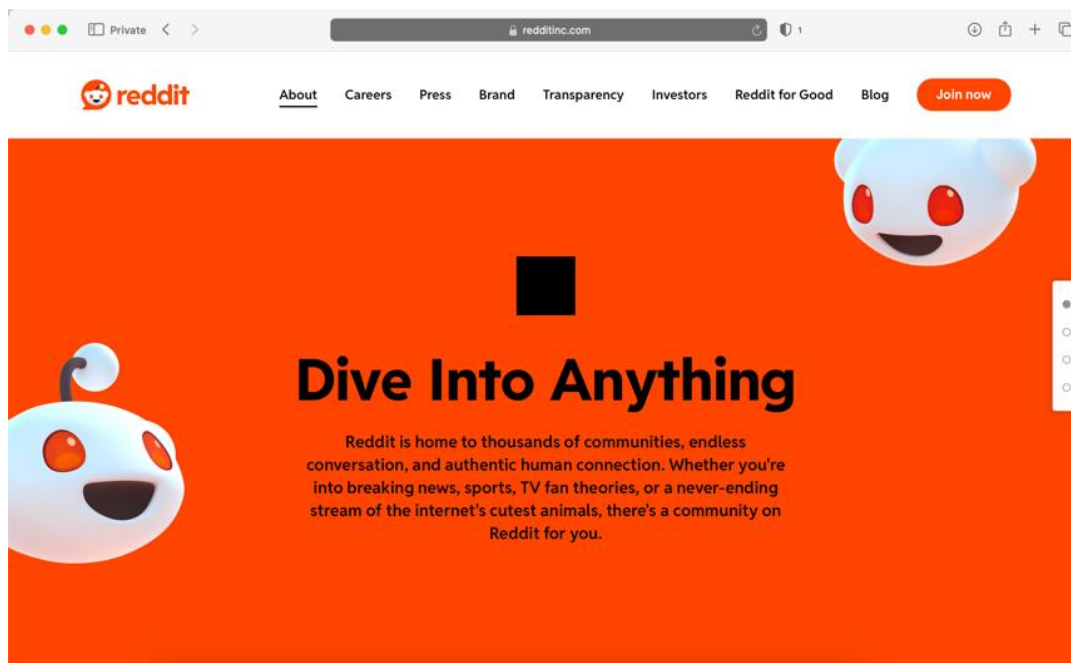 Private
redditinc.com
1
reddit
About Careers Press Brand Transparency Investors Reddit for Good Blog Join now
Dive Into Anything
Reddit is home to thousands of communities, endless
conversation, and authentic human connection. Whether you're
into breaking news, sports, TV fan theories, or a never-ending
stream of the internet's cutest animals, there's a community on
Reddit for you.